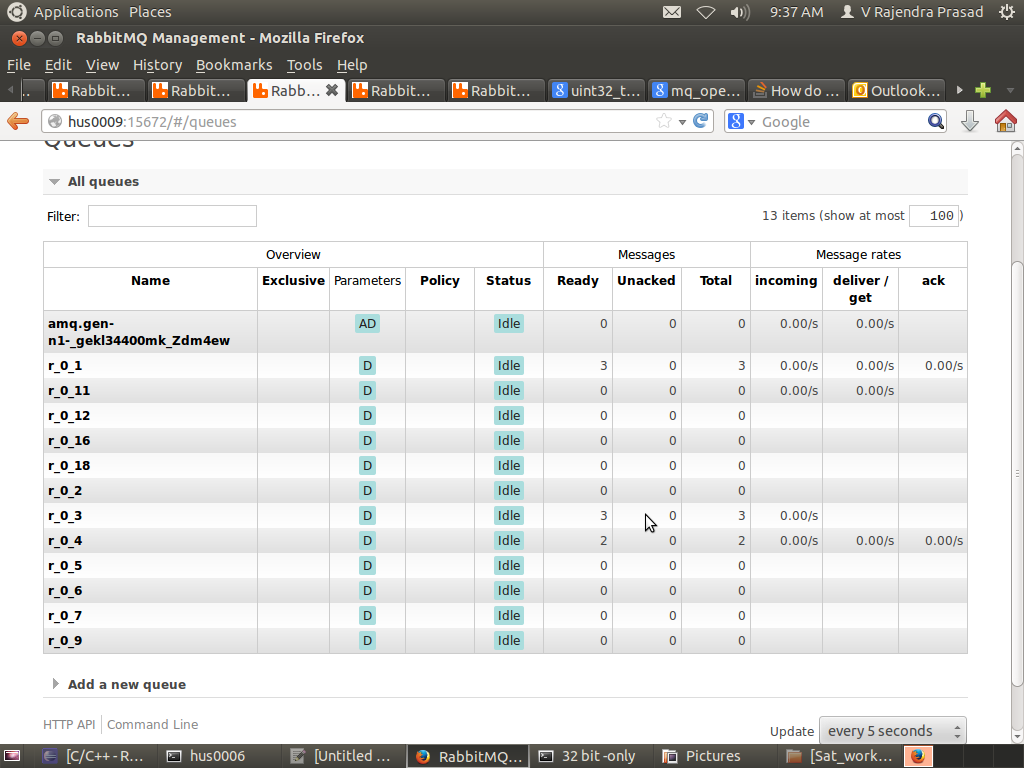 Applications Places 9:37 AM V Rajendra Prasad
RabbitMQ Management - Mozilla Firefox
File Edit View History Bookmarks Tools Help
.. Rabbit... Rabbit... Rabb... Rabbit... Rabbit... uint32_t... mq_ope... How do ... Outlook...
hus0009:15672/#/queues Google
Queues
All queues
Filter: 13 items (show at most 100 )
Overview Messages Message rates
Name Exclusive Parameters Policy Status Ready Unacked Total incoming deliver / get ack
amq.gen-
n1-_gekl34400mk_Zdm4ew AD Idle 0 0 0 0.00/s 0.00/s
r_0_1 D Idle 3 0 3 0.00/s 0.00/s 0.00/s
r_0_11 D Idle 0 0 0 0.00/s 0.00/s
r_0_12 D Idle 0 0 0
r_0_16 D Idle 0 0 0
r_0_18 D Idle 0 0 0
r_0_2 D Idle 0 0 0
r_0_3 D Idle 3 0 3 0.00/s
r_0_4 D Idle 2 0 2 0.00/s 0.00/s 0.00/s
r_0_5 D Idle 0 0 0
r_0_6 D Idle 0 0 0
r_0_7 D Idle 0 0 0
r_0_9 D Idle 0 0 0
Add a new queue
HTTP API Command Line
Update every 5 seconds
[C/C++ - R... hus0006 [Untitled ... RabbitMQ... 32 bit -only Pictures [Sat_work...